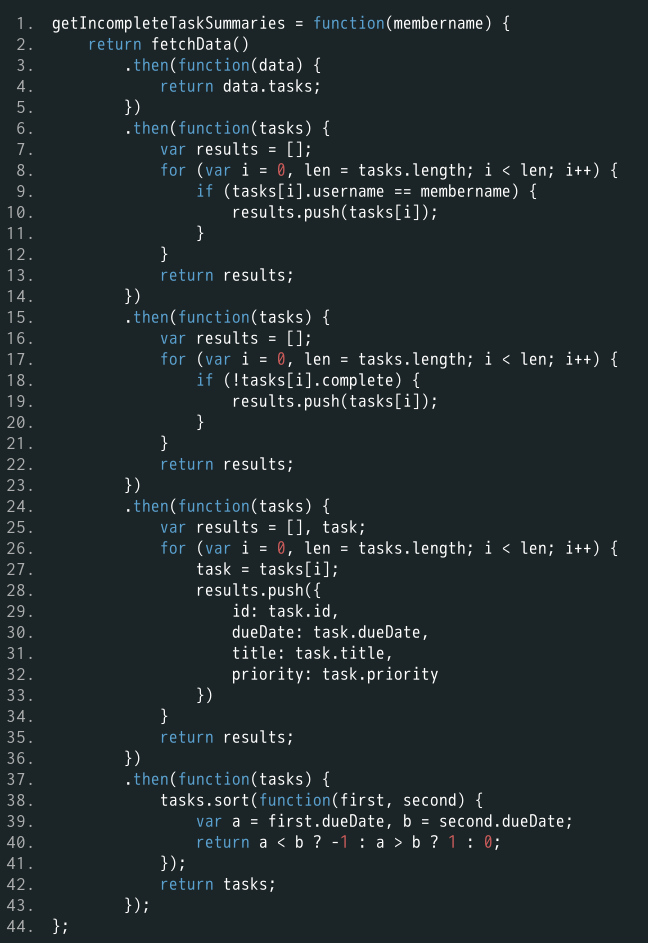 1. getIncompleteTaskSummaries = function(membername) {
2.     return fetchData()
3.         .then(function(data) {
4.             return data.tasks;
5.         })
6.         .then(function(tasks) {
7.             var results = [];
8.             for (var i = 0, len = tasks.length; i < len; i++) {
9.                 if (tasks[i].username == membername) {
10.                     results.push(tasks[i]);
11.                 }
12.             }
13.             return results;
14.         })
15.         .then(function(tasks) {
16.             var results = [];
17.             for (var i = 0, len = tasks.length; i < len; i++) {
18.                 if (!tasks[i].complete) {
19.                     results.push(tasks[i]);
20.                 }
21.             }
22.             return results;
23.         })
24.         .then(function(tasks) {
25.             var results = [], task;
26.             for (var i = 0, len = tasks.length; i < len; i++) {
27.                 task = tasks[i];
28.                 results.push({
29.                     id: task.id,
30.                     dueDate: task.dueDate,
31.                     title: task.title,
32.                     priority: task.priority
33.                 })
34.             }
35.             return results;
36.         })
37.         .then(function(tasks) {
38.             tasks.sort(function(first, second) {
39.                 var a = first.dueDate, b = second.dueDate;
40.                 return a < b ? -1 : a > b ? 1 : 0;
41.             });
42.             return tasks;
43.         });
44. };